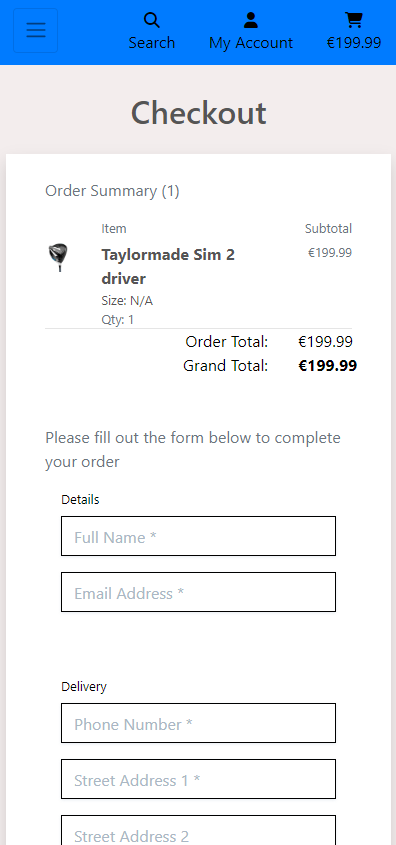 Search My Account €199.99
Checkout
Order Summary (1)
Item Subtotal
Taylormade Sim 2 €199.99
driver
Size: N/A
Qty: 1
Order Total: €199.99
Grand Total: €199.99
Please fill out the form below to complete
your order
Details
Full Name *
Email Address *
Delivery
Phone Number *
Street Address 1 *
Street Address 2